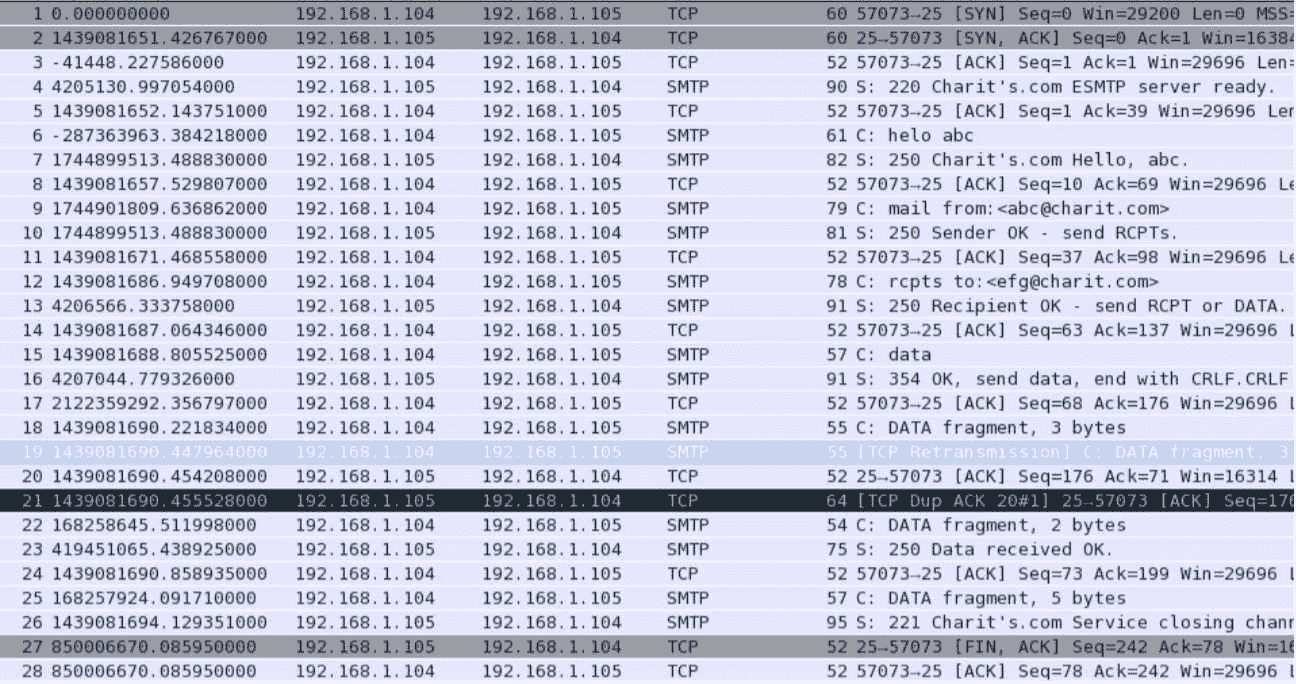 1 0.000000000 192.168.1.104 192.168.1.105 TCP 60 57073→25 [SYN] Seq=0 Win=29200 Len=0 MSS=
2 1439081651.426767000 192.168.1.105 192.168.1.104 TCP 60 25→57073 [SYN, ACK] Seq=0 Ack=1 Win=16384
3 -41448.227586000 192.168.1.104 192.168.1.105 TCP 52 57073→25 [ACK] Seq=1 Ack=1 Win=29696 Len=
4 4205130.997054000 192.168.1.105 192.168.1.104 SMTP 90 S: 220 Charit's.com ESMTP server ready.
5 1439081652.143751000 192.168.1.104 192.168.1.105 TCP 52 57073→25 [ACK] Seq=1 Ack=39 Win=29696 Len
6 -287363963.384218000 192.168.1.104 192.168.1.105 SMTP 61 C: helo abc
7 1744899513.488830000 192.168.1.105 192.168.1.104 SMTP 82 S: 250 Charit's.com Hello, abc.
8 1439081657.529807000 192.168.1.104 192.168.1.105 TCP 52 57073→25 [ACK] Seq=10 Ack=69 Win=29696 Le
9 1744901809.636862000 192.168.1.104 192.168.1.105 SMTP 79 C: mail from:<abc@charit.com>
10 1744899513.488830000 192.168.1.105 192.168.1.104 SMTP 81 S: 250 Sender OK - send RCPTs.
11 1439081671.468558000 192.168.1.104 192.168.1.105 TCP 52 57073→25 [ACK] Seq=37 Ack=98 Win=29696 Le
12 1439081686.949708000 192.168.1.104 192.168.1.105 SMTP 78 C: rcpts to:<efg@charit.com>
13 4206566.333758000 192.168.1.105 192.168.1.104 SMTP 91 S: 250 Recipient OK - send RCPT or DATA.
14 1439081687.064346000 192.168.1.104 192.168.1.105 TCP 52 57073→25 [ACK] Seq=63 Ack=137 Win=29696 L
15 1439081688.805525000 192.168.1.104 192.168.1.105 SMTP 57 C: data
16 4207044.779326000 192.168.1.105 192.168.1.104 SMTP 91 S: 354 OK, send data, end with CRLF.CRLF
17 2122359292.356797000 192.168.1.104 192.168.1.105 TCP 52 57073→25 [ACK] Seq=68 Ack=176 Win=29696 L
18 1439081690.221834000 192.168.1.104 192.168.1.105 SMTP 55 C: DATA fragment, 3 bytes
19 1439081690.447964000 192.168.1.104 192.168.1.105 SMTP 55 [TCP Retransmission] C: DATA fragment, 3
20 1439081690.454208000 192.168.1.105 192.168.1.104 TCP 52 25→57073 [ACK] Seq=176 Ack=71 Win=16314 L
21 1439081690.455528000 192.168.1.105 192.168.1.104 TCP 64 [TCP Dup ACK 20#1] 25→57073 [ACK] Seq=176
22 168258645.511998000 192.168.1.104 192.168.1.105 SMTP 54 C: DATA fragment, 2 bytes
23 419451065.438925000 192.168.1.105 192.168.1.104 SMTP 75 S: 250 Data received OK.
24 1439081690.858935000 192.168.1.104 192.168.1.105 TCP 52 57073→25 [ACK] Seq=73 Ack=199 Win=29696 L
25 168257924.091710000 192.168.1.104 192.168.1.105 SMTP 57 C: DATA fragment, 5 bytes
26 1439081694.129351000 192.168.1.105 192.168.1.104 SMTP 95 S: 221 Charit's.com Service closing chann
27 850006670.085950000 192.168.1.105 192.168.1.104 TCP 52 25→57073 [FIN, ACK] Seq=242 Ack=78 Win=16
28 850006670.085950000 192.168.1.104 192.168.1.105 TCP 52 57073→25 [ACK] Seq=78 Ack=242 Win=29696 L